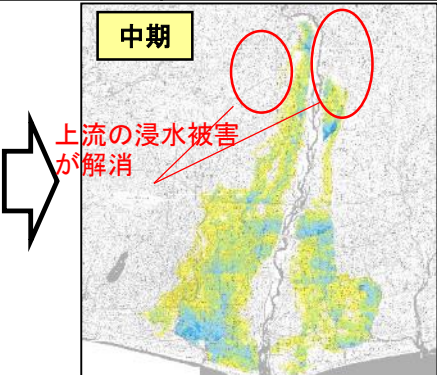 中期
上流の浸水被害
が解消